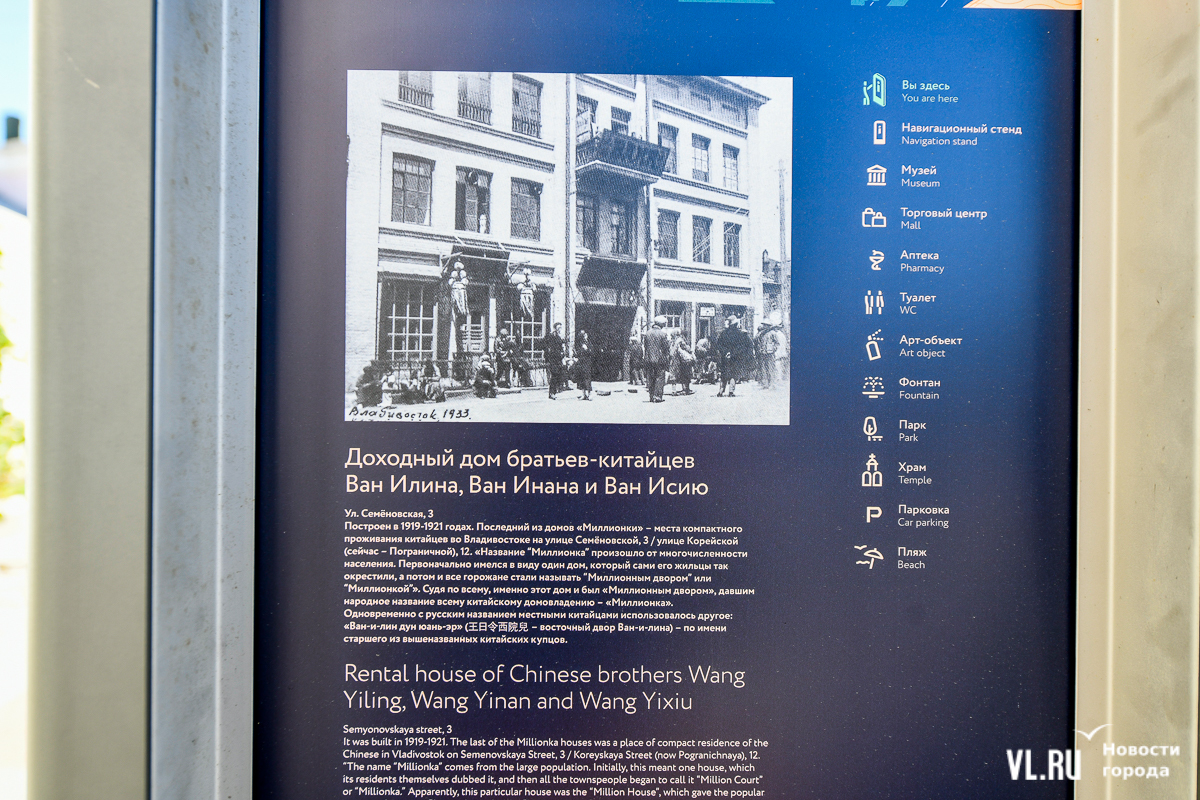 Владивосток 1933.
Доходный дом братьев-китайцев
Ван Илина, Ван Инана и Ван Исию
Ул. Семёновская, 3
Построен в 1919-1921 годах. Последний из домов «Миллионки» – места компактного
проживания китайцев во Владивостоке на улице Семёновской, 3 / улице Корейской
(сейчас – Пограничной), 12. «Название "Миллионка" произошло от многочисленности
населения. Первоначально имелся в виду один дом, который сами его жильцы так
окрестили, а потом и все горожане стали называть "Миллионным двором" или
"Миллионкой"». Судя по всему, именно этот дом и был «Миллионным двором», давшим
народное название всему китайскому домовладению – «Миллионка».
Одновременно с русским названием местными китайцами использовалось другое:
«Ван-и-лин дун юань-эр» (王日令西院兒 – восточный двор Ван-и-лина) – по имени
старшего из вышеназванных китайских купцов.
Rental house of Chinese brothers Wang
Yiling, Wang Yinan and Wang Yixiu
Semyonovskaya street, 3
It was built in 1919-1921. The last of the Millionka houses was a place of compact residence of the
Chinese in Vladivostok on Semenovskaya Street, 3 / Koreyskaya Street (now Pogranichnaya), 12.
"The name "Millionka" comes from the large population. Initially, this meant one house, which
its residents themselves dubbed it, and then all the townspeople began to call it "Million Court"
or "Millionka." Apparently, this particular house was the "Million House", which gave the popular
Вы здесь
You are here
Навигационный стенд
Navigation stand
Музей
Museum
Торговый центр
Mall
Аптека
Pharmacy
Туалет
WC
Арт-объект
Art object
Фонтан
Fountain
Парк
Park
Храм
Temple
Парковка
Car parking
Пляж
Beach
VL.RU Новости
города